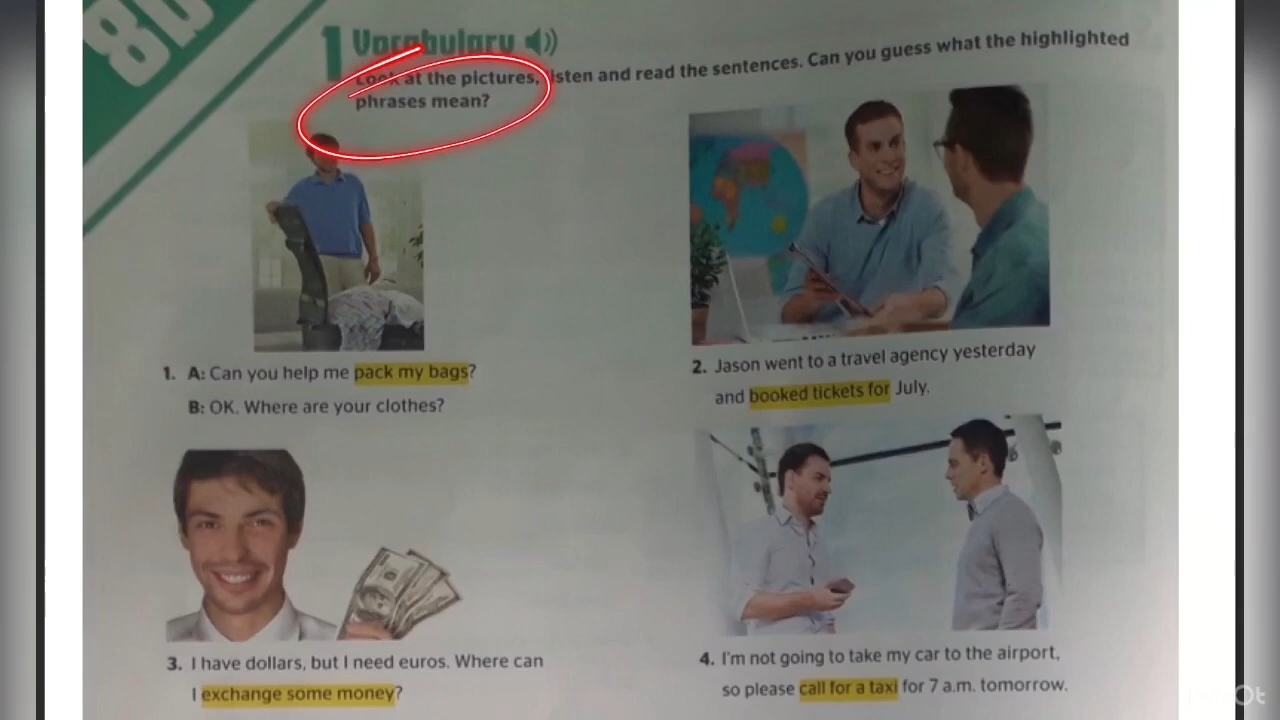 8b
1 Vocabulary
Look at the pictures, listen and read the sentences. Can you guess what the highlighted
phrases mean?
1. A: Can you help me pack my bags?
B: OK. Where are your clothes?
2. Jason went to a travel agency yesterday
and booked tickets for July.
3. I have dollars, but I need euros. Where can
I exchange some money?
4. I'm not going to take my car to the airport,
so please call for a taxi for 7 a.m. tomorrow.